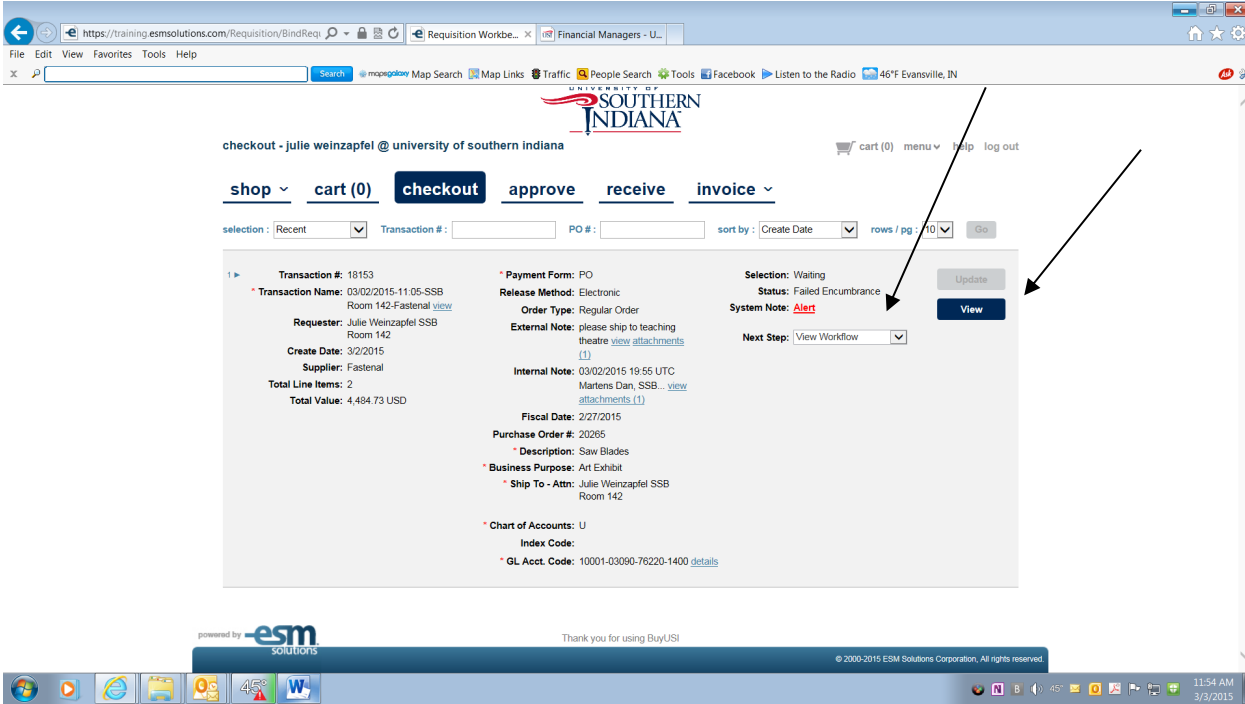 https://training.esmsolutions.com/Requisition/BindRequ
Requisition Workbe... ×
Financial Managers - U...
File Edit View Favorites Tools Help
x Search mapsgalaxy Map Search Map Links Traffic People Search Tools Facebook Listen to the Radio 46°F Evansville, IN Ask
UNIVERSITY OF
SOUTHERN
INDIANA
checkout - julie weinzapfel @ university of southern indiana
cart (0) menu help log out
shop cart (0) checkout approve receive invoice
selection : Recent Transaction # : PO # : sort by : Create Date rows / pg : 10 Go
1
Transaction #: 18153
* Transaction Name: 03/02/2015-11:05-SSB
Room 142-Fastenal view
Requester: Julie Weinzapfel SSB
Room 142
Create Date: 3/2/2015
Supplier: Fastenal
Total Line Items: 2
Total Value: 4,484.73 USD
* Payment Form: PO
Release Method: Electronic
Order Type: Regular Order
External Note: please ship to teaching
theatre view attachments
(1)
Internal Note: 03/02/2015 19:55 UTC
Martens Dan, SSB... view
attachments (1)
Fiscal Date: 2/27/2015
Purchase Order #: 20265
* Description: Saw Blades
* Business Purpose: Art Exhibit
* Ship To - Attn: Julie Weinzapfel SSB
Room 142
* Chart of Accounts: U
Index Code:
* GL Acct. Code: 10001-03090-76220-1400 details
Selection: Waiting
Status: Failed Encumbrance
System Note: Alert
Next Step: View Workflow
Update
View
powered by esm
solutions
Thank you for using BuyUSI
© 2000-2015 ESM Solutions Corporation, All rights reserved.
45°
45°
11:54 AM
3/3/2015